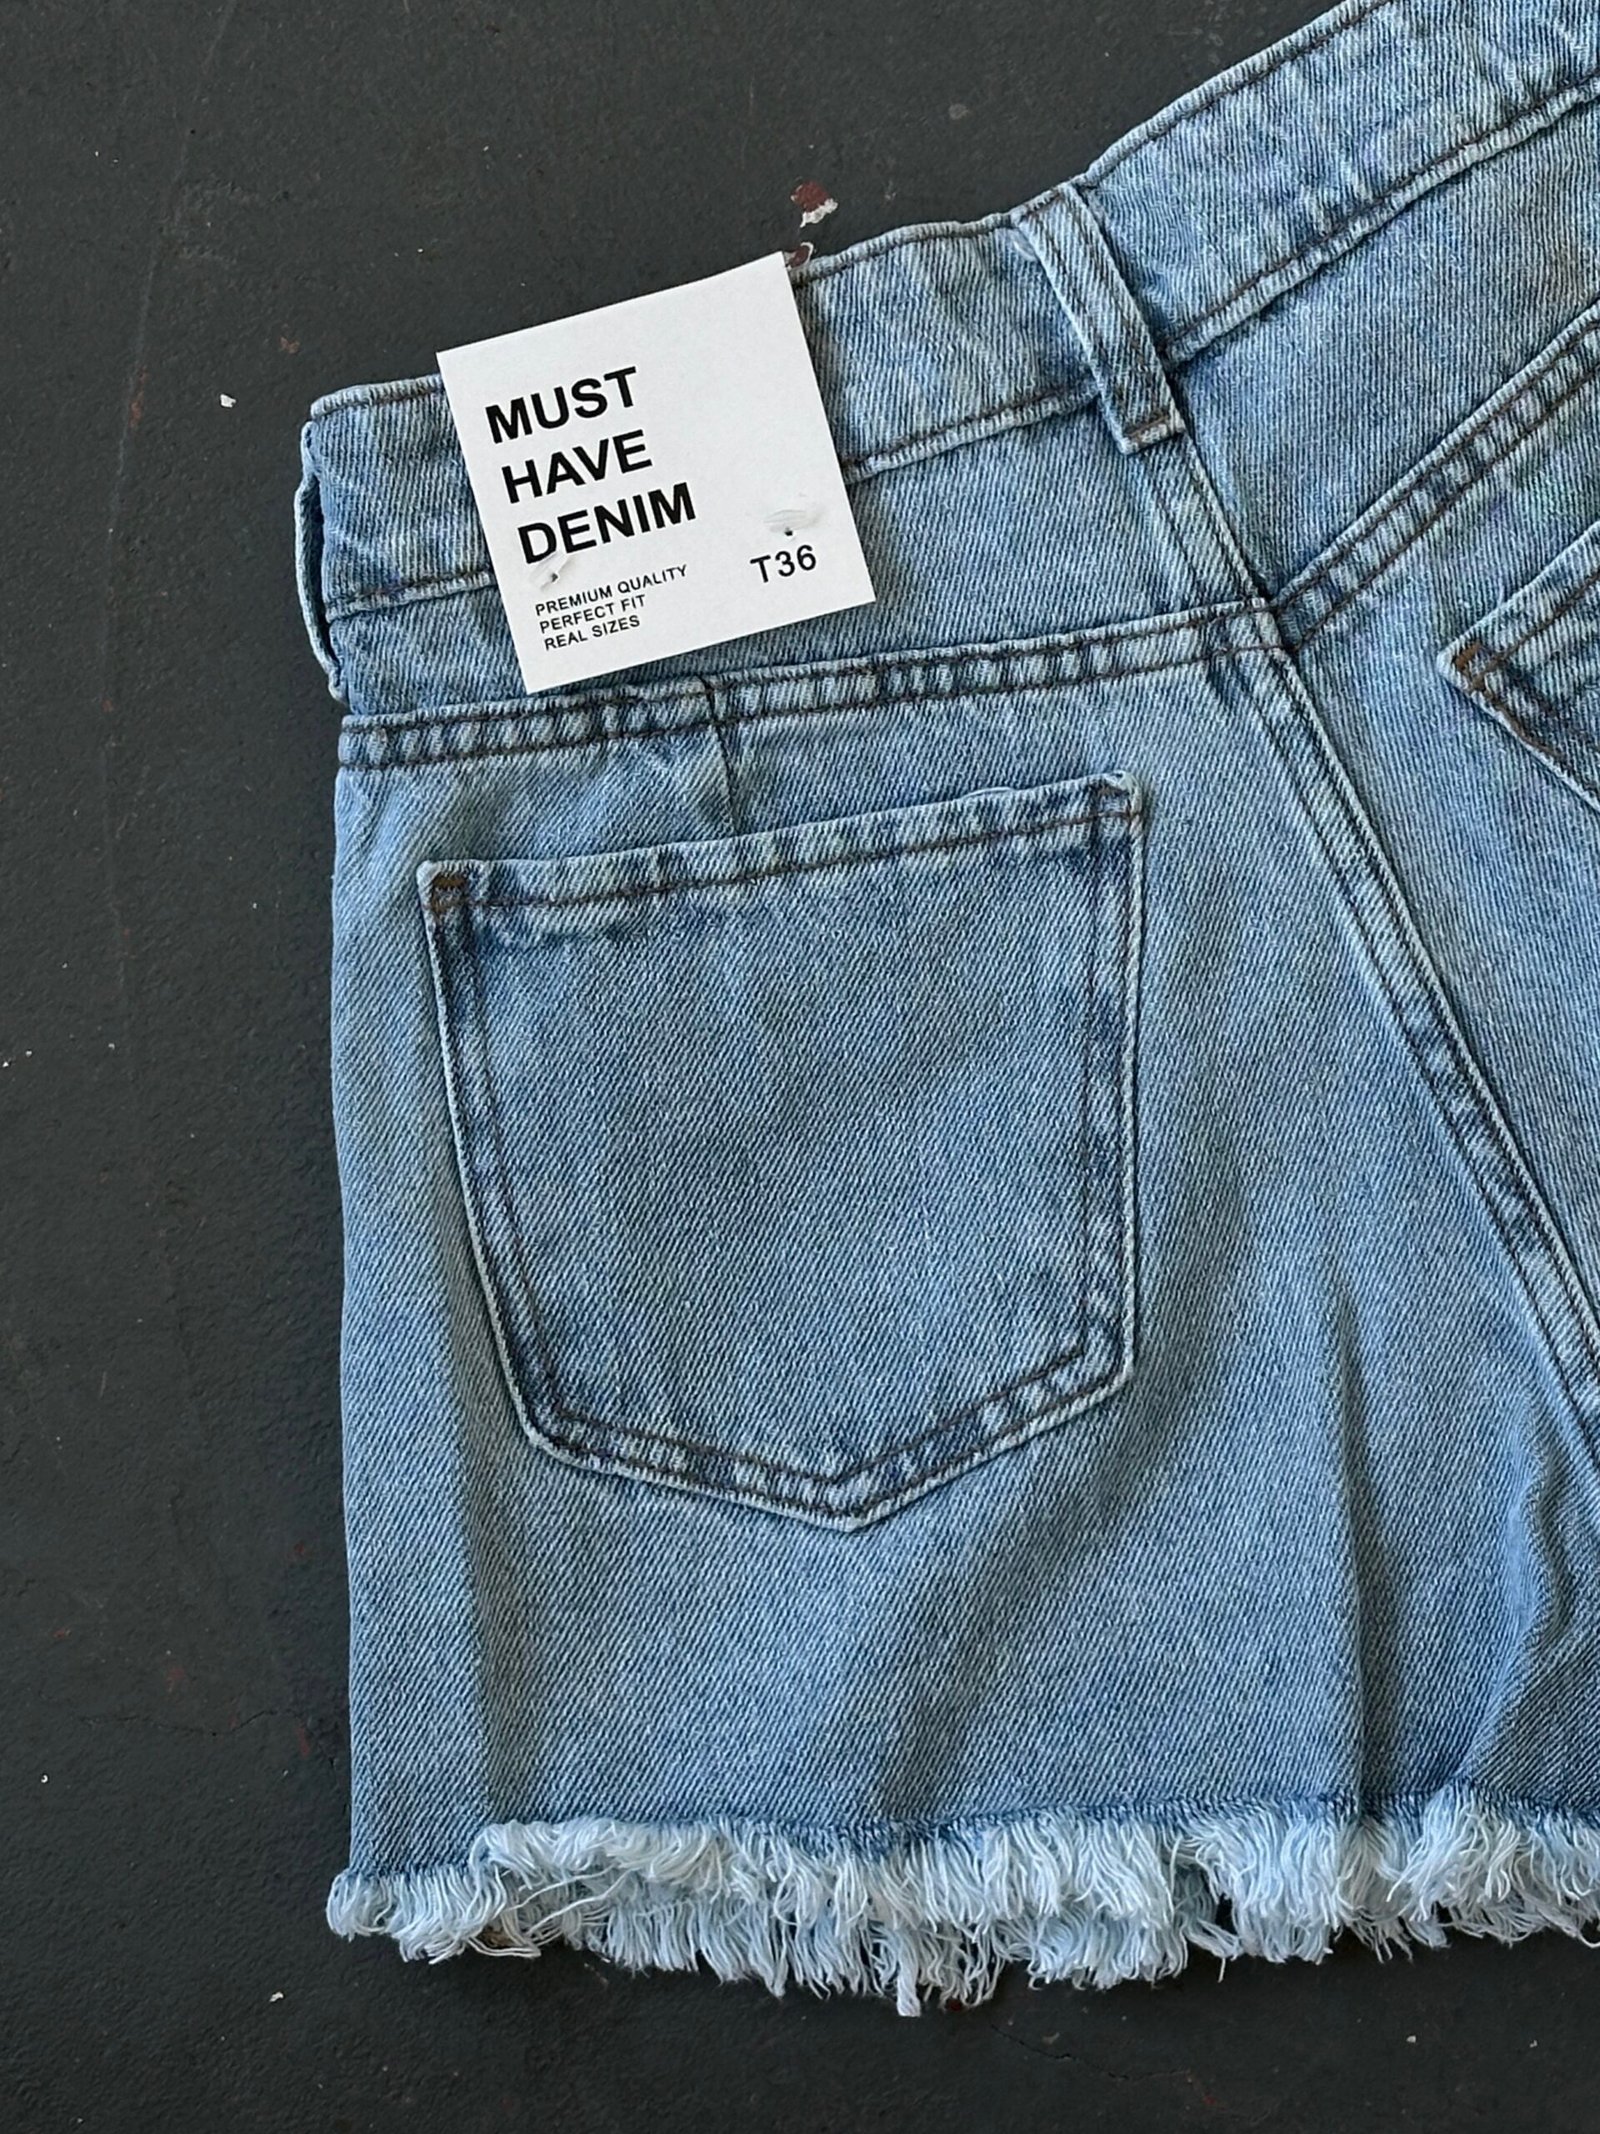 MUST
HAVE
DENIM
PREMIUM QUALITY
PERFECT FIT
REAL SIZES
T36